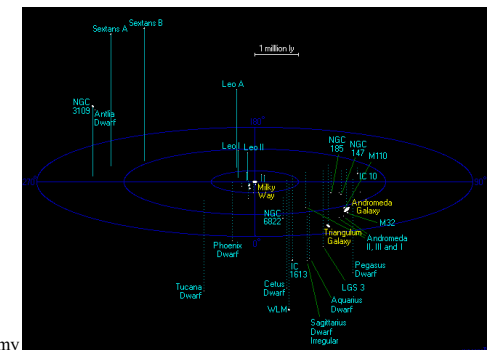 Sextans A
Sextans B
1 million ly
NGC
3109
Antlia
Dwarf
Leo A
Leo I
Leo II
NGC
185
NGC
147
M110
IC 10
Milky
Way
NGC
6822
Andromeda
Galaxy
M32
Triangulum
Galaxy
Andromeda
II, III and I
Phoenix
Dwarf
Tucana
Dwarf
Cetus
Dwarf
WLM
IC
1613
Pegasus
Dwarf
LGS 3
Aquarius
Dwarf
Sagittarius
Dwarf
Irregular
0°
my